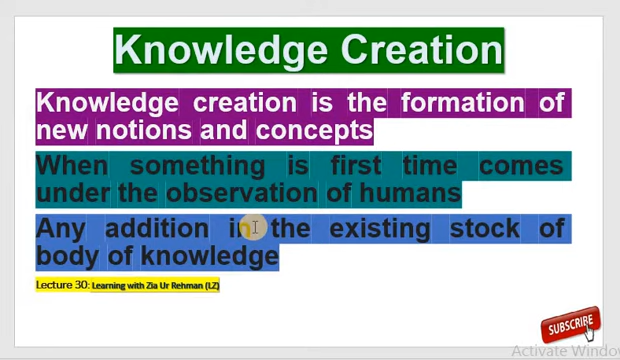 Knowledge Creation
Knowledge creation is the formation of
new notions and concepts
When something is first time comes
under the observation of humans
Any addition in the existing stock of
body of knowledge
Lecture 30: Learning with Zia Ur Rehman (LZ)
SUBSCRIBE
Activate Windo